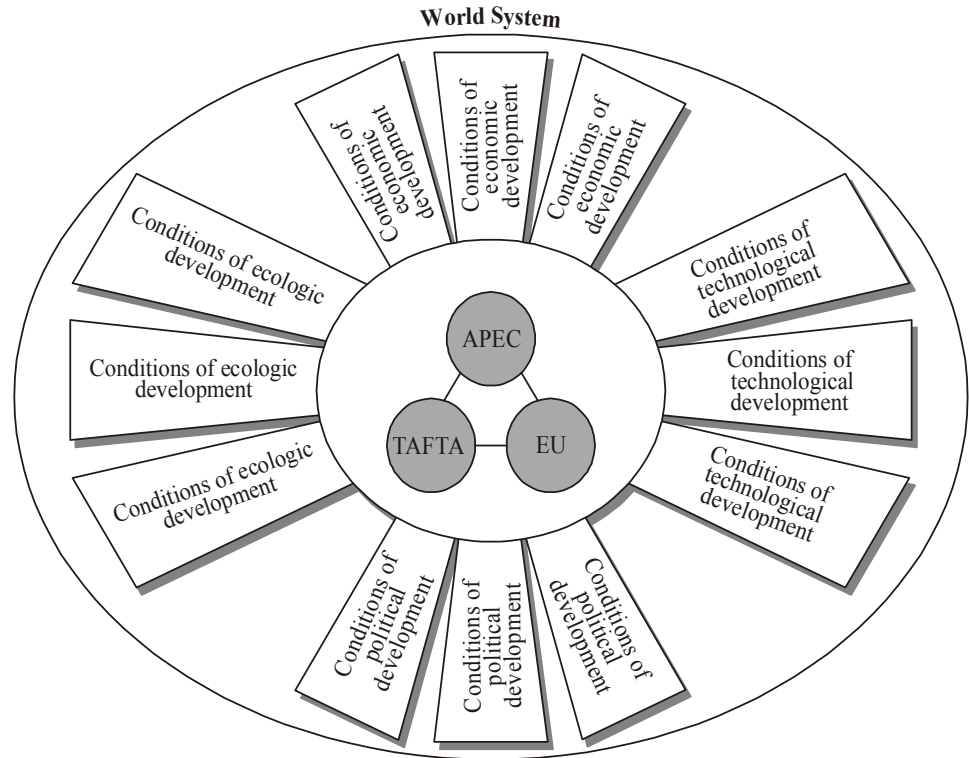 World System
Conditions of
economic
development
Conditions of
economic
development
Conditions of
economic
development
Conditions of ecologic
development
Conditions of
technological
development
APEC
Conditions of ecologic
development
Conditions of
technological
development
TAFTA
EU
Conditions of ecologic
development
Conditions of
technological
development
Conditions of
political
development
Conditions of
political
development
Conditions of
political
development